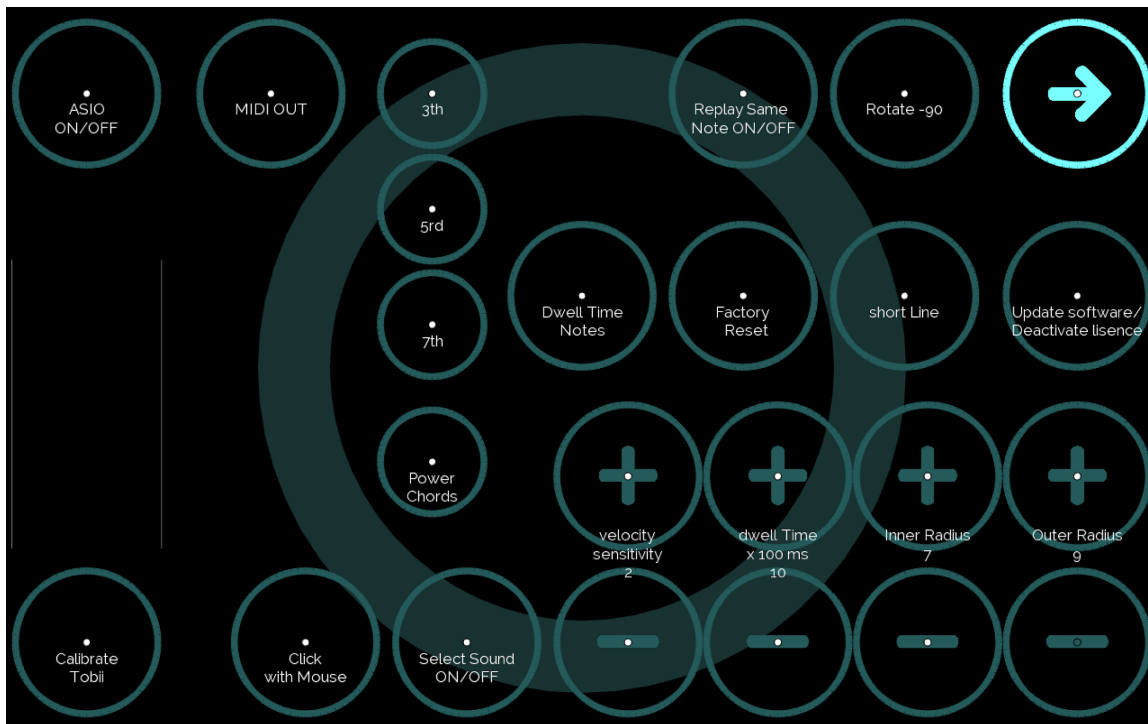 ASIO
ON/OFF
MIDI OUT
3th
Replay Same
Note ON/OFF
Rotate -90
5rd
Dwell Time
Notes
Factory
Reset
short Line
Update software/
Deactivate lisence
7th
Power
Chords
velocity
sensitivity
2
dwell Time
x 100 ms
10
Inner Radius
7
Outer Radius
9
Calibrate
Tobii
Click
with Mouse
Select Sound
ON/OFF